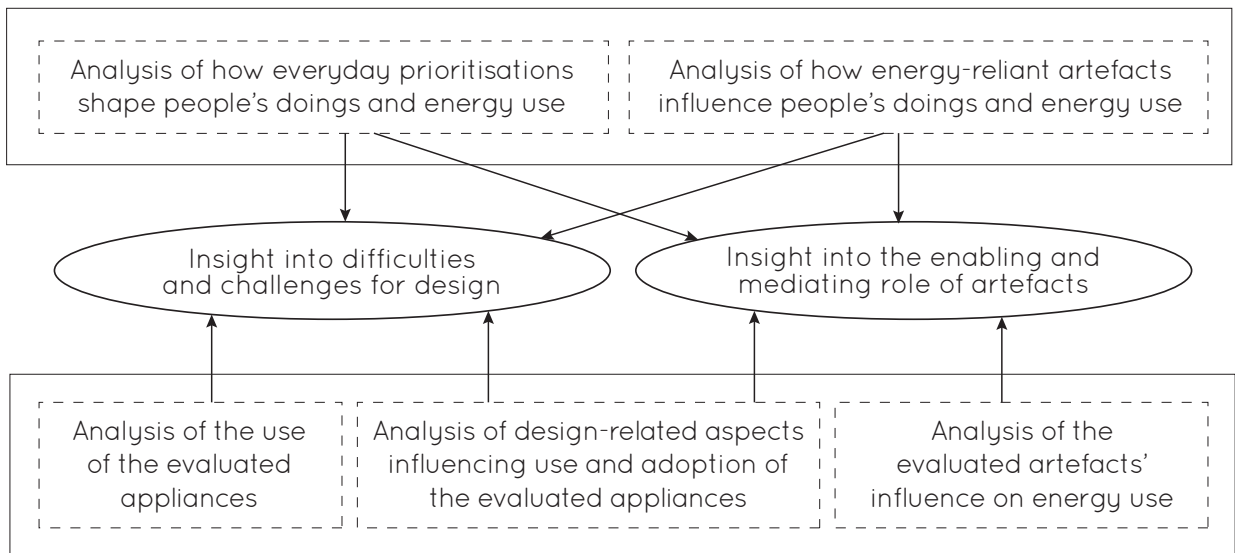 Analysis of how everyday prioritisations
shape people's doings and energy use
Analysis of how energy-reliant artefacts
influence people's doings and energy use
Insight into difficulties
and challenges for design
Insight into the enabling and
mediating role of artefacts
Analysis of the use
of the evaluated
appliances
Analysis of design-related aspects
influencing use and adoption of
the evaluated appliances
Analysis of the
evaluated artefacts'
influence on energy use